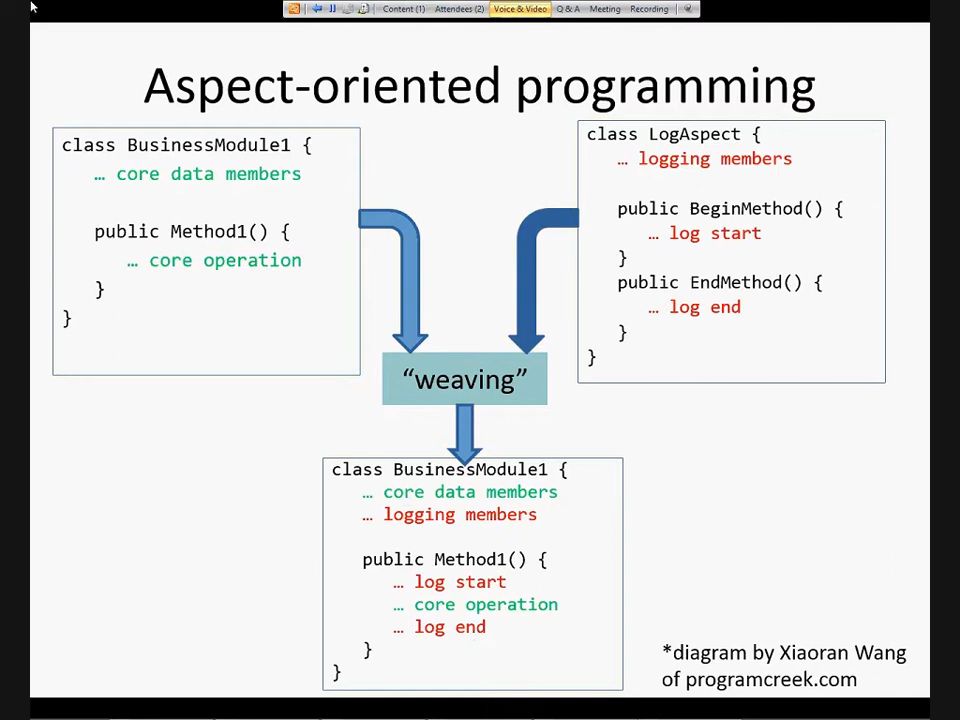 Content (1) Attendees (2) Voice & Video Q & A Meeting Recording
Aspect-oriented programming
class BusinessModule1 {
… core data members
public Method1() {
… core operation
}
}
class LogAspect {
… logging members
public BeginMethod() {
… log start
}
public EndMethod() {
… log end
}
}
“weaving”
class BusinessModule1 {
… core data members
… logging members
public Method1() {
… log start
… core operation
… log end
}
}
*diagram by Xiaoran Wang
of programcreek.com